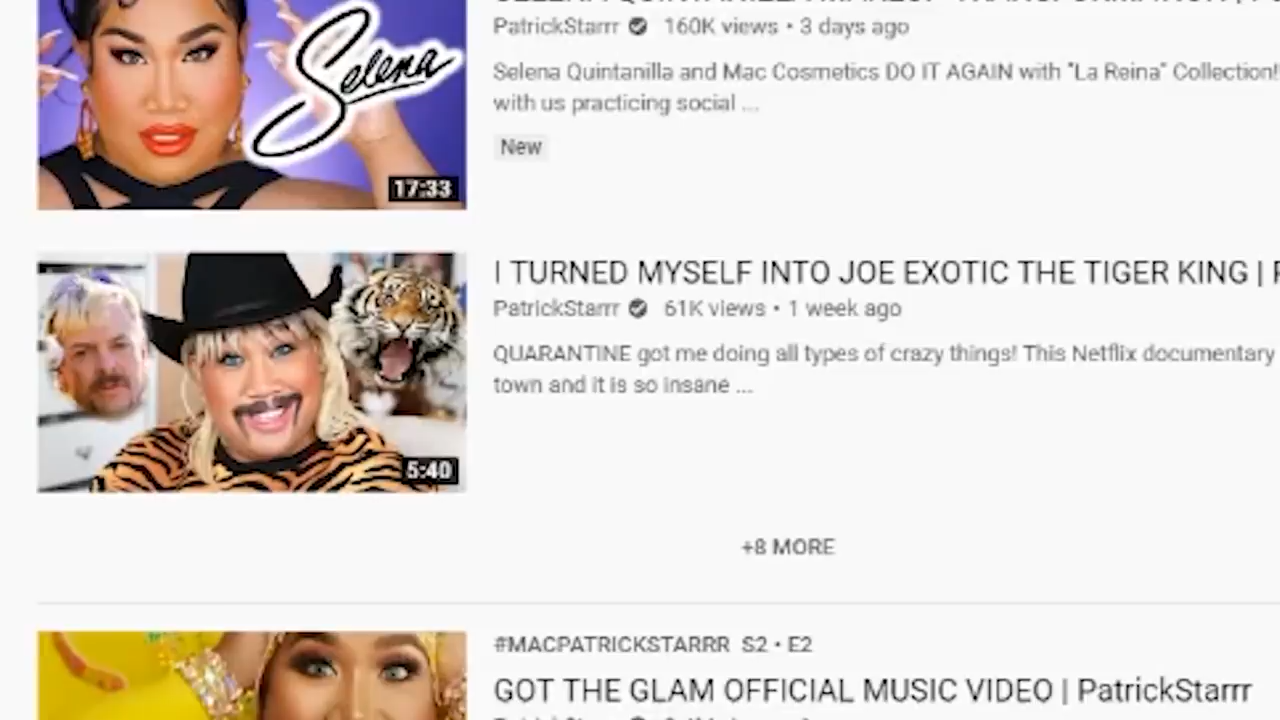 PatrickStarrr 160K views • 3 days ago
Selena
Selena Quintanilla and Mac Cosmetics DO IT AGAIN with "La Reina" Collection!
with us practicing social ...
New
17:33
I TURNED MYSELF INTO JOE EXOTIC THE TIGER KING |
PatrickStarrr 61K views • 1 week ago
QUARANTINE got me doing all types of crazy things! This Netflix documentary
town and it is so insane ...
5:40
+8 MORE
#MACPATRICKSTARRR S2 • E2
GOT THE GLAM OFFICIAL MUSIC VIDEO | PatrickStarrr